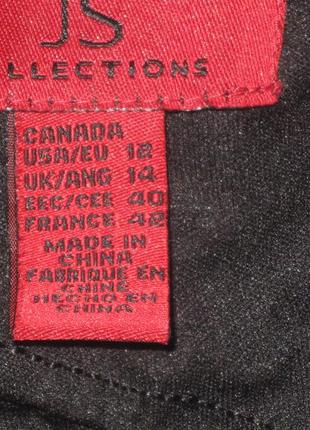 JS
LLECTIONS
CANADA
USA/EU 12
UK/ANG 14
EEC/CEE 40
FRANCE 42
MADE IN
CHINA
FABRIQUE EN
CHINE
HECHO EN
CHINA